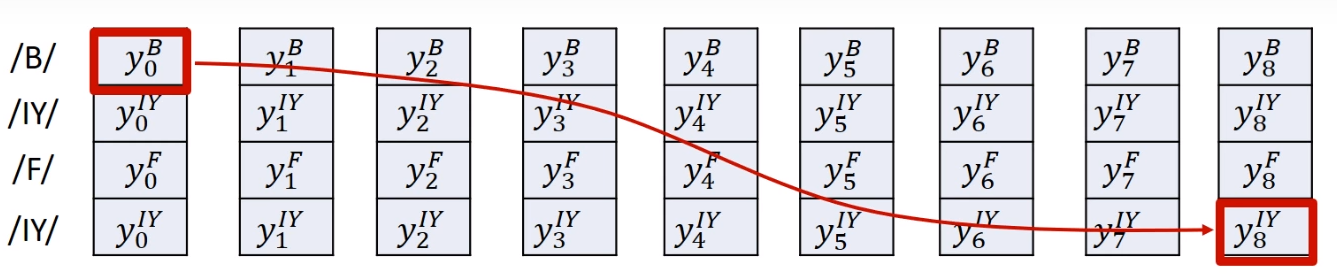 /B/ $y_0^B$ $y_1^B$ $y_2^B$ $y_3^B$ $y_4^B$ $y_5^B$ $y_6^B$ $y_7^B$ $y_8^B$
/IY/ $y_0^{IY}$ $y_1^{IY}$ $y_2^{IY}$ $y_3^{IY}$ $y_4^{IY}$ $y_5^{IY}$ $y_6^{IY}$ $y_7^{IY}$ $y_8^{IY}$
/F/ $y_0^F$ $y_1^F$ $y_2^F$ $y_3^F$ $y_4^F$ $y_5^F$ $y_6^F$ $y_7^F$ $y_8^F$
/IY/ $y_0^{IY}$ $y_1^{IY}$ $y_2^{IY}$ $y_3^{IY}$ $y_4^{IY}$ $y_5^{IY}$ $y_6^{IY}$ $y_7^{IY}$ $y_8^{IY}$